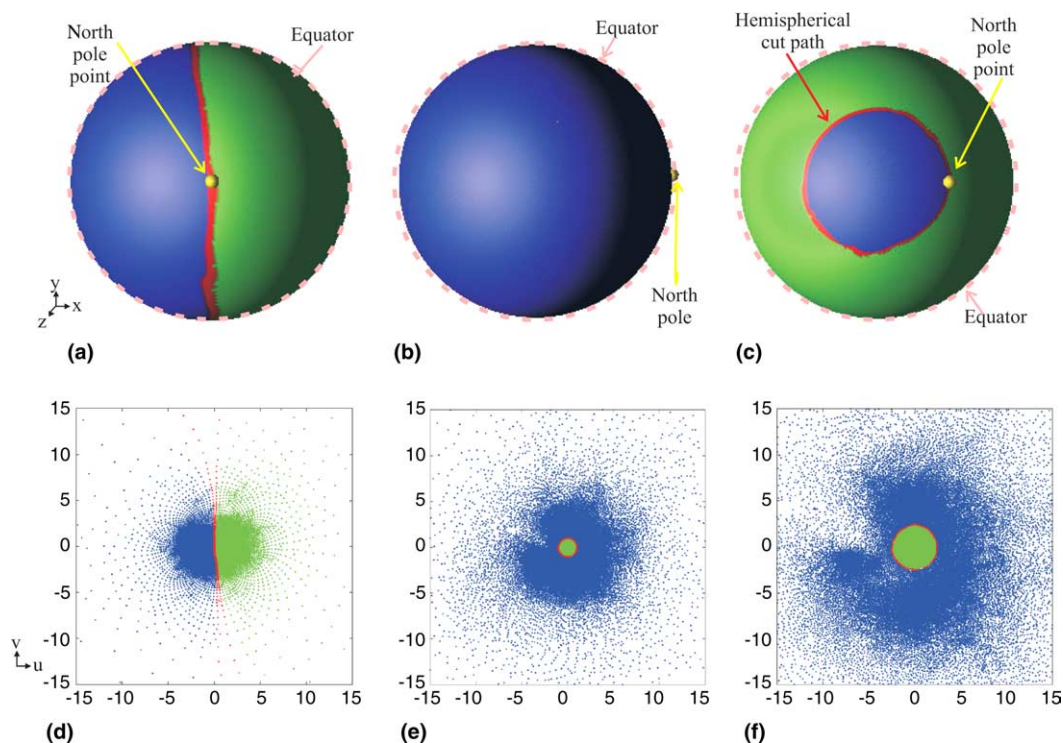 North
pole
point
Equator
Equator
Hemispherical
cut path
North
pole
point
y
x
z
North
pole
Equator
(a)
(b)
(c)
15
10
5
0
-5
-10
-15
-15 -10 -5 0 5 10 15
v
u
(d)
15
10
5
0
-5
-10
-15
-15 -10 -5 0 5 10 15
(e)
15
10
5
0
-5
-10
-15
-15 -10 -5 0 5 10 15
(f)